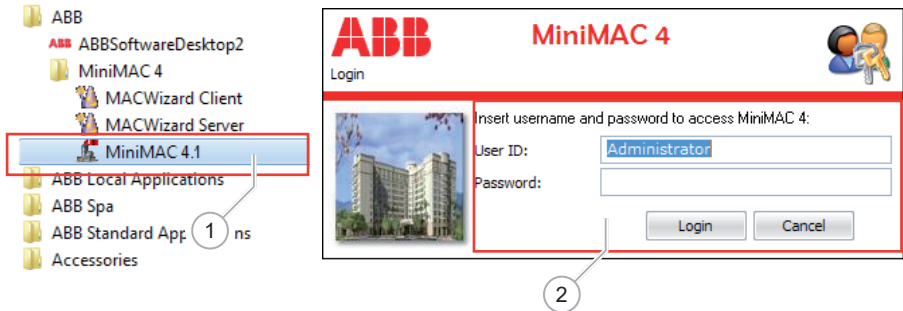 ABB
ABB ABBSoftwareDesktop2
MiniMAC 4
MACWizard Client
MACWizard Server
MiniMAC 4.1
ABB Local Applications
ABB Spa
ABB Standard App ns
Accessories
1
ABB
MiniMAC 4
Login
Insert username and password to access MiniMAC 4:
User ID:
Administrator
Password:
Login Cancel
2